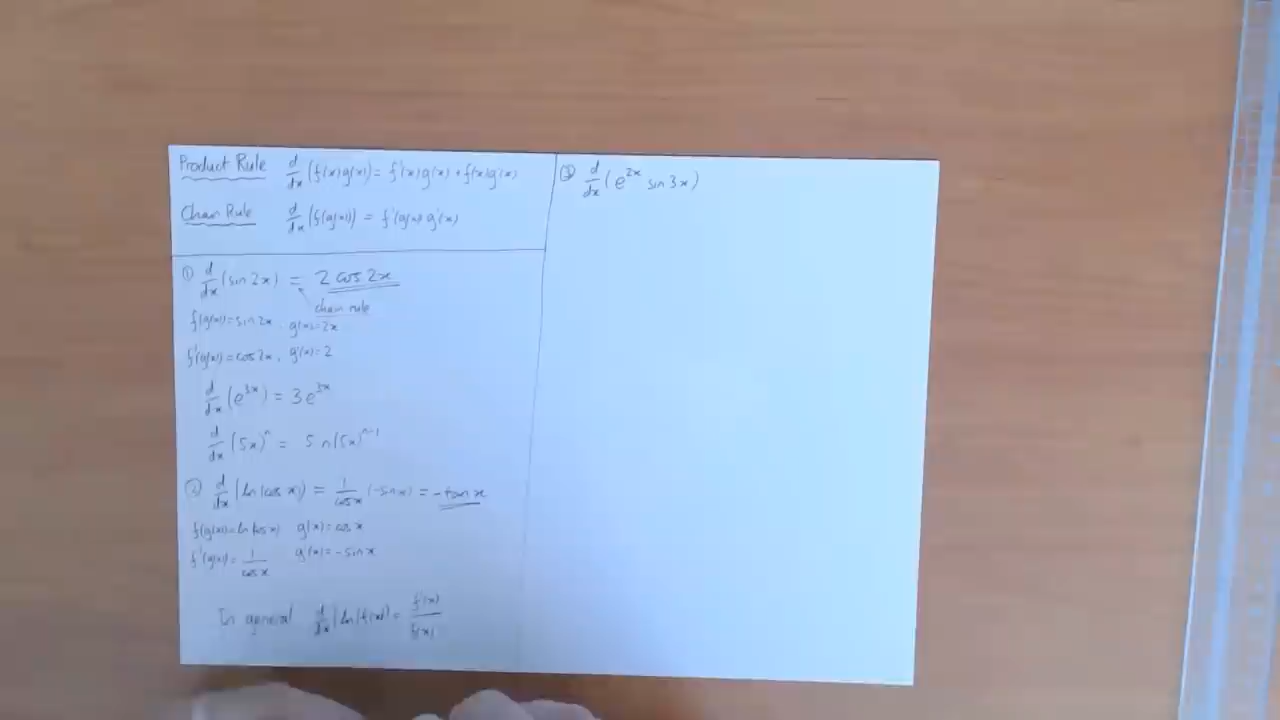 Product Rule d/dx (f(x)g(x)) = f'(x)g(x) + f(x)g'(x)
Chain Rule d/dx (f(g(x))) = f'(g(x)) g'(x)
① d/dx (sin 2x) = 2 cos 2x
chain rule
f(g(x)) = sin 2x , g(x) = 2x
f'(g(x)) = cos 2x , g'(x) = 2
d/dx (e^{3x}) = 3e^{3x}
d/dx (5x)^n = 5n(5x)^{n-1}
② d/dx (ln(cos x)) = 1/cos x (-sin x) = -tan x
f(g(x)) = ln(cos x) g(x) = cos x
f'(g(x)) = 1/cos x g'(x) = -sin x
In general d/dx (ln(f(x)) = f'(x)/f(x)
③ d/dx (e^{2x} sin 3x)